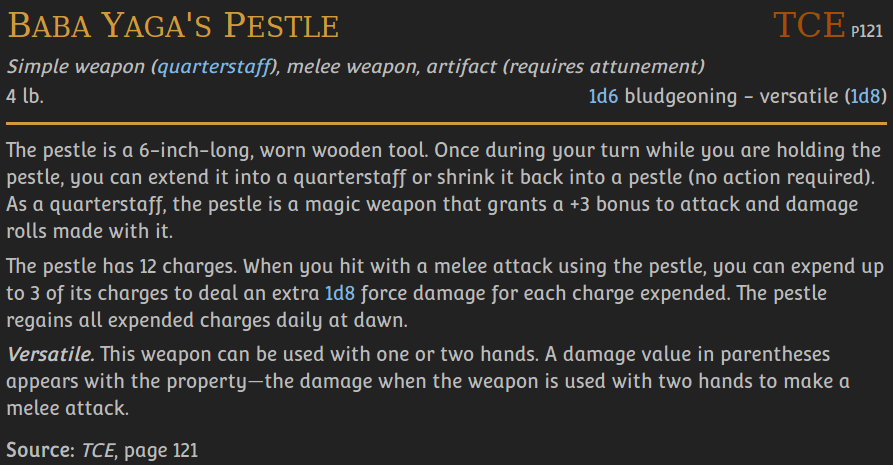 BABA YAGA'S PESTLE TCE P121
Simple weapon (quarterstaff), melee weapon, artifact (requires attunement)
4 lb. 1d6 bludgeoning - versatile (1d8)
The pestle is a 6-inch-long, worn wooden tool. Once during your turn while you are holding the
pestle, you can extend it into a quarterstaff or shrink it back into a pestle (no action required).
As a quarterstaff, the pestle is a magic weapon that grants a +3 bonus to attack and damage
rolls made with it.
The pestle has 12 charges. When you hit with a melee attack using the pestle, you can expend up
to 3 of its charges to deal an extra 1d8 force damage for each charge expended. The pestle
regains all expended charges daily at dawn.
Versatile. This weapon can be used with one or two hands. A damage value in parentheses
appears with the property—the damage when the weapon is used with two hands to make a
melee attack.
Source: TCE, page 121